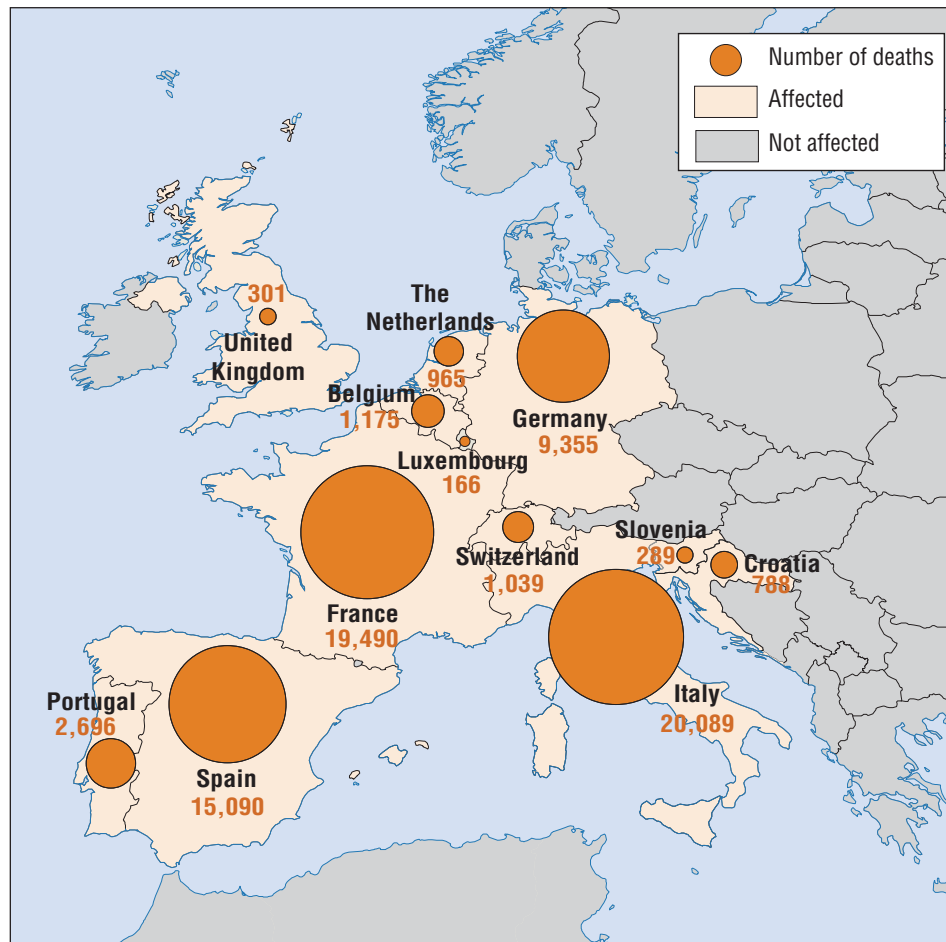 Number of deaths
Affected
Not affected
301
United
Kingdom
The
Netherlands
965
Belgium
1,175
Germany
9,355
Luxembourg
166
France
19,490
Switzerland
1,039
Slovenia
289
Croatia
788
Italy
20,089
Portugal
2,696
Spain
15,090